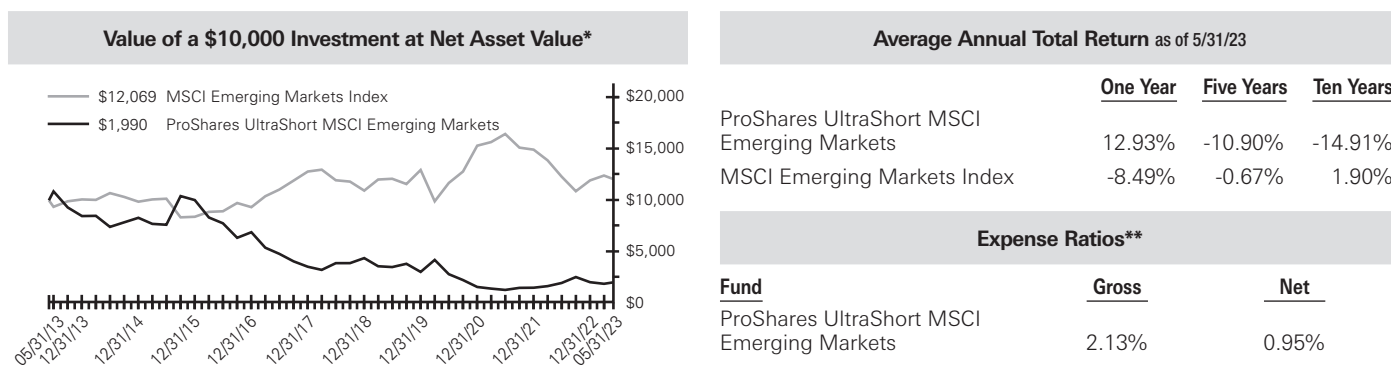 Value of a $10,000 Investment at Net Asset Value*
$12,069 MSCI Emerging Markets Index
$1,990 ProShares UltraShort MSCI Emerging Markets
$20,000
$15,000
$10,000
$5,000
$0
05/31/13
12/31/13
12/31/14
12/31/15
12/31/16
12/31/17
12/31/18
12/31/19
12/31/20
12/31/21
12/31/22
05/31/23
Average Annual Total Return as of 5/31/23
One Year Five Years Ten Years
ProShares UltraShort MSCI
Emerging Markets 12.93% -10.90% -14.91%
MSCI Emerging Markets Index -8.49% -0.67% 1.90%
Expense Ratios**
Fund Gross Net
ProShares UltraShort MSCI
Emerging Markets 2.13% 0.95%